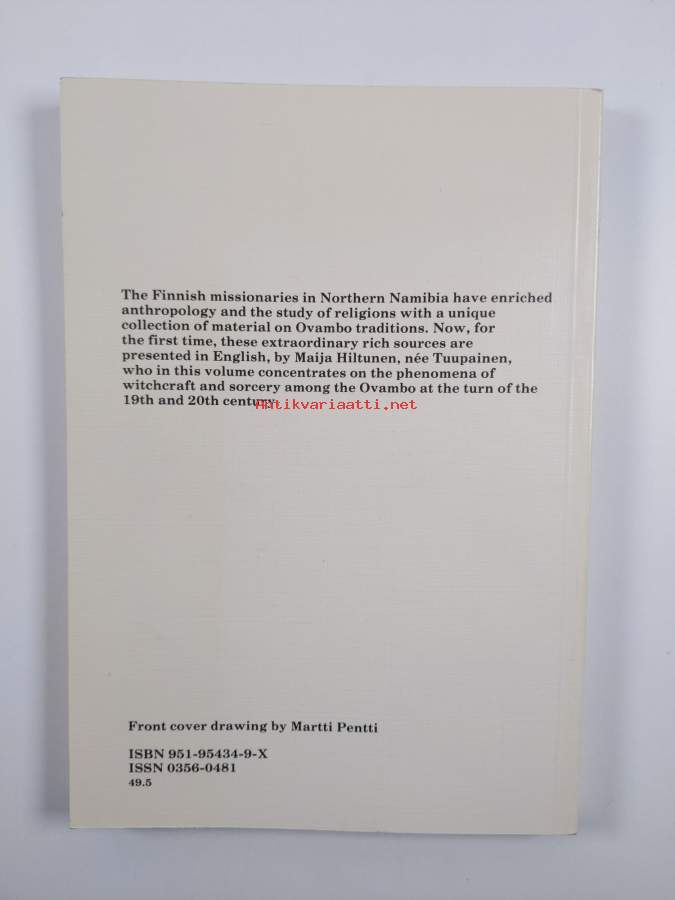 The Finnish missionaries in Northern Namibia have enriched
anthropology and the study of religions with a unique
collection of material on Ovambo traditions. Now, for
the first time, these extraordinary rich sources are
presented in English, by Maija Hiltunen, née Tuupainen,
who in this volume concentrates on the phenomena of
witchcraft and sorcery among the Ovambo at the turn of the
19th and 20th century.
Antikvariaatti.net
Front cover drawing by Martti Pentti
ISBN 951-95434-9-X
ISSN 0356-0481
49.5